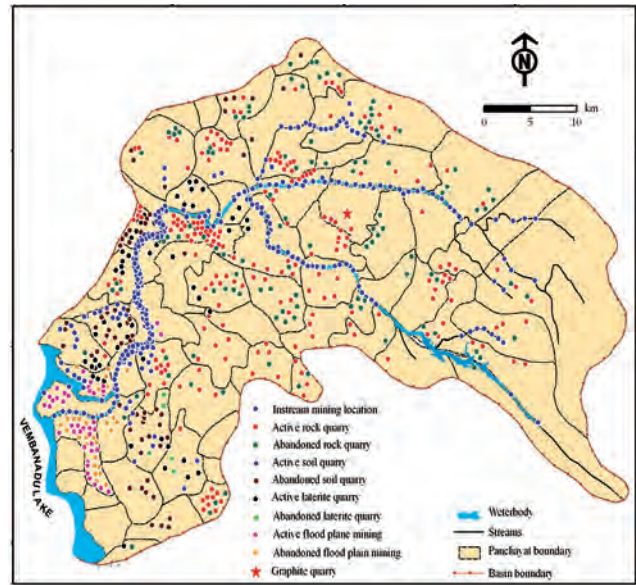 N
km
0 5 10
VEMBANADU LAKE
Instream mining location
Active rock quarry
Abandoned rock quarry
Active soil quarry
Abandoned soil quarry
Active laterite quarry
Abandoned laterite quarry
Active flood plane mining
Abandoned flood plain mining
Graphite quarry
Weterbody
Streams
Panchayat boundary
Basin boundary